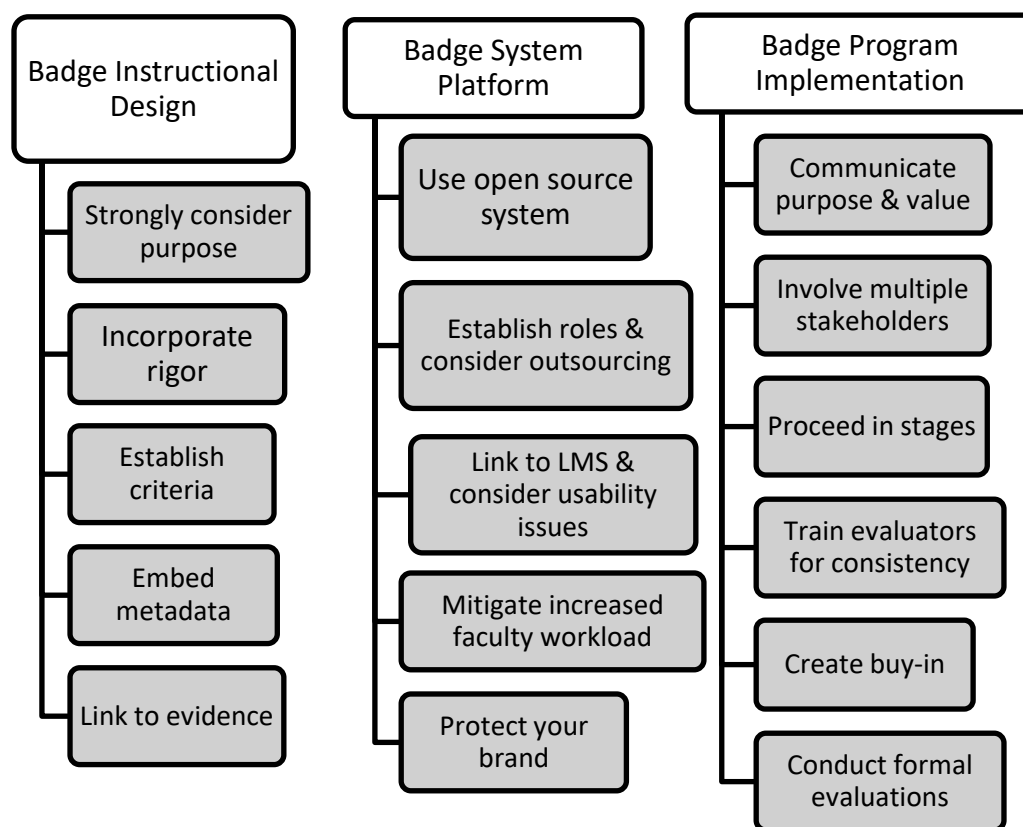 Badge Instructional
Design
Strongly consider
purpose
Incorporate
rigor
Establish
criteria
Embed
metadata
Link to evidence
Badge System
Platform
Use open source
system
Establish roles &
consider outsourcing
Link to LMS &
consider usability
issues
Mitigate increased
faculty workload
Protect your
brand
Badge Program
Implementation
Communicate
purpose & value
Involve multiple
stakeholders
Proceed in stages
Train evaluators
for consistency
Create buy-in
Conduct formal
evaluations